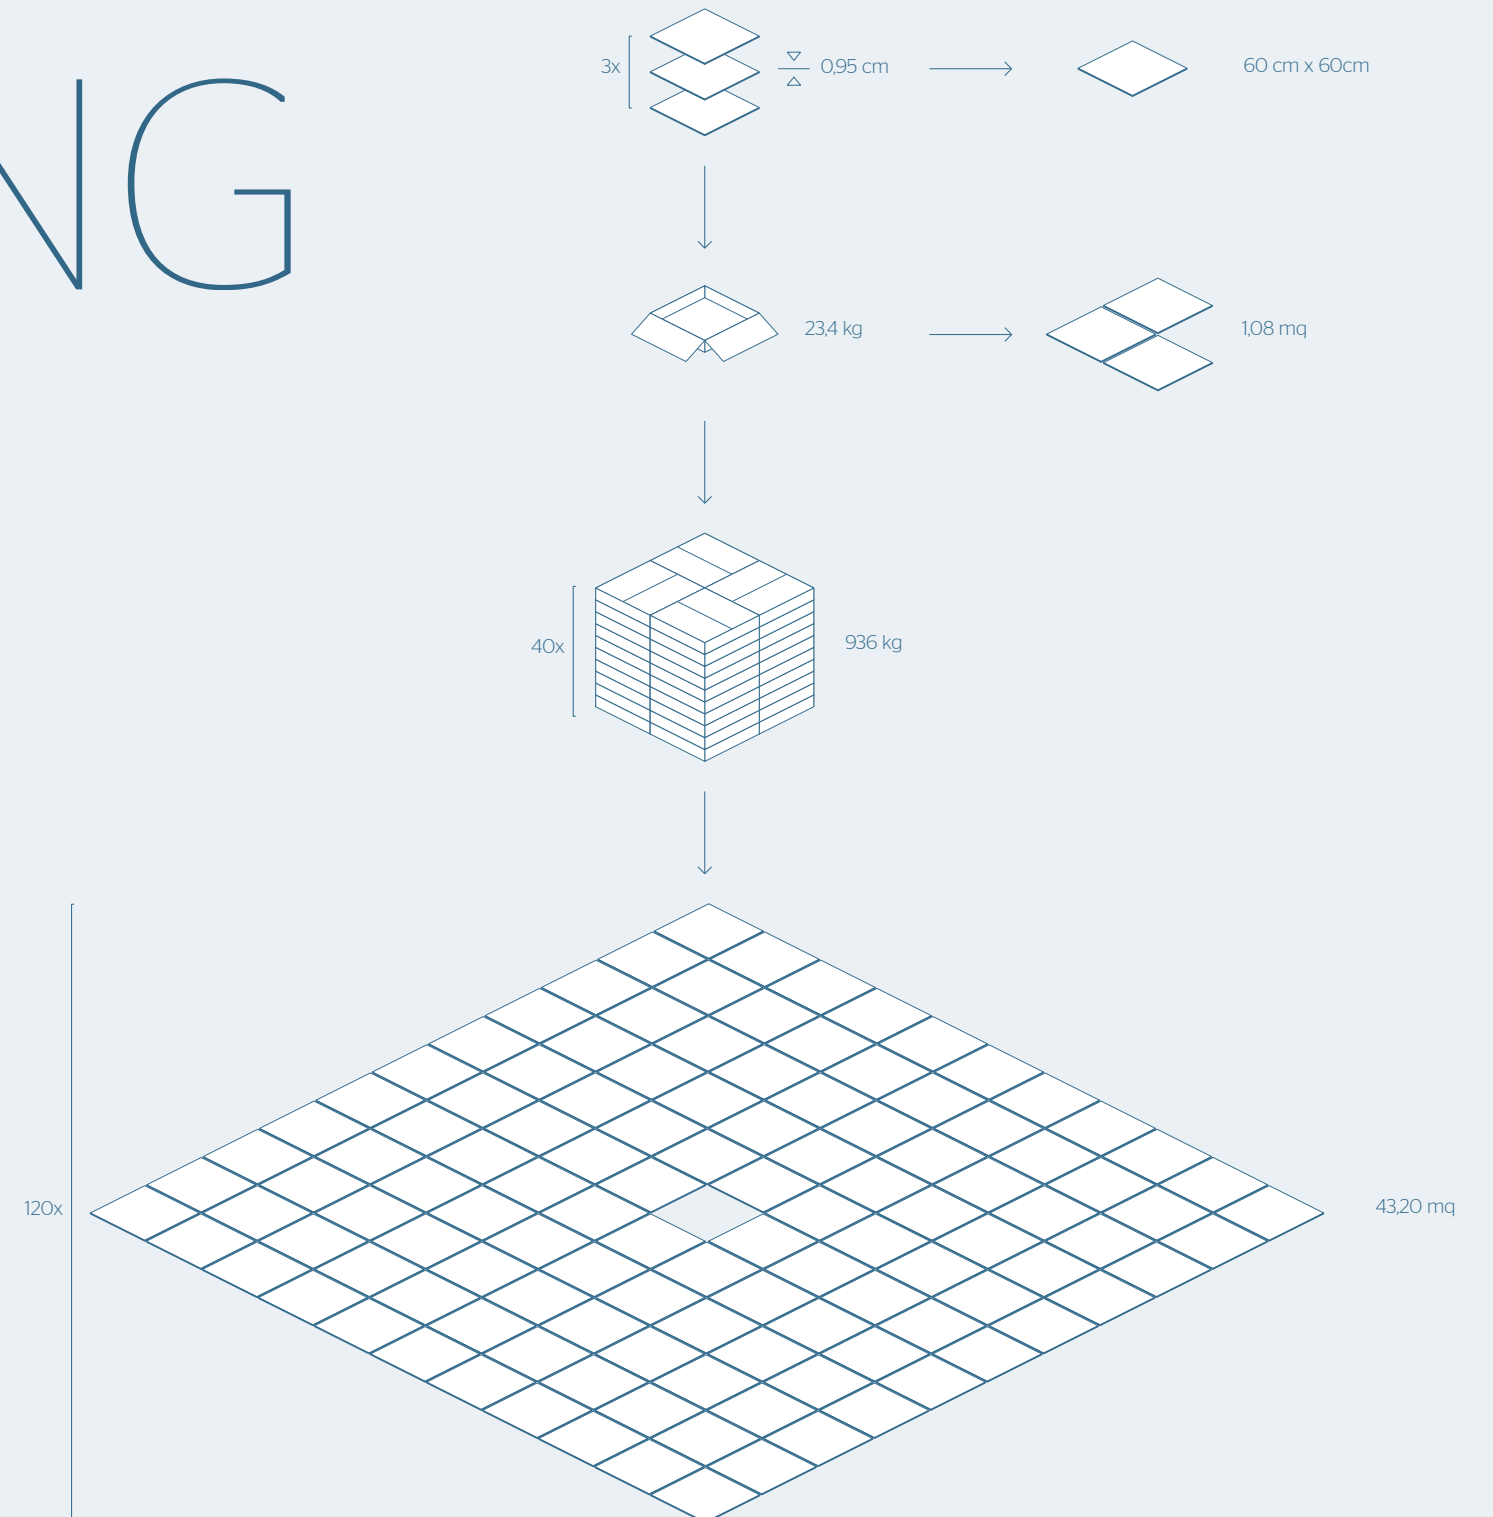 NG
3x
0,95 cm
60 cm x 60cm
23,4 kg
1,08 mq
40x
936 kg
120x
43,20 mq